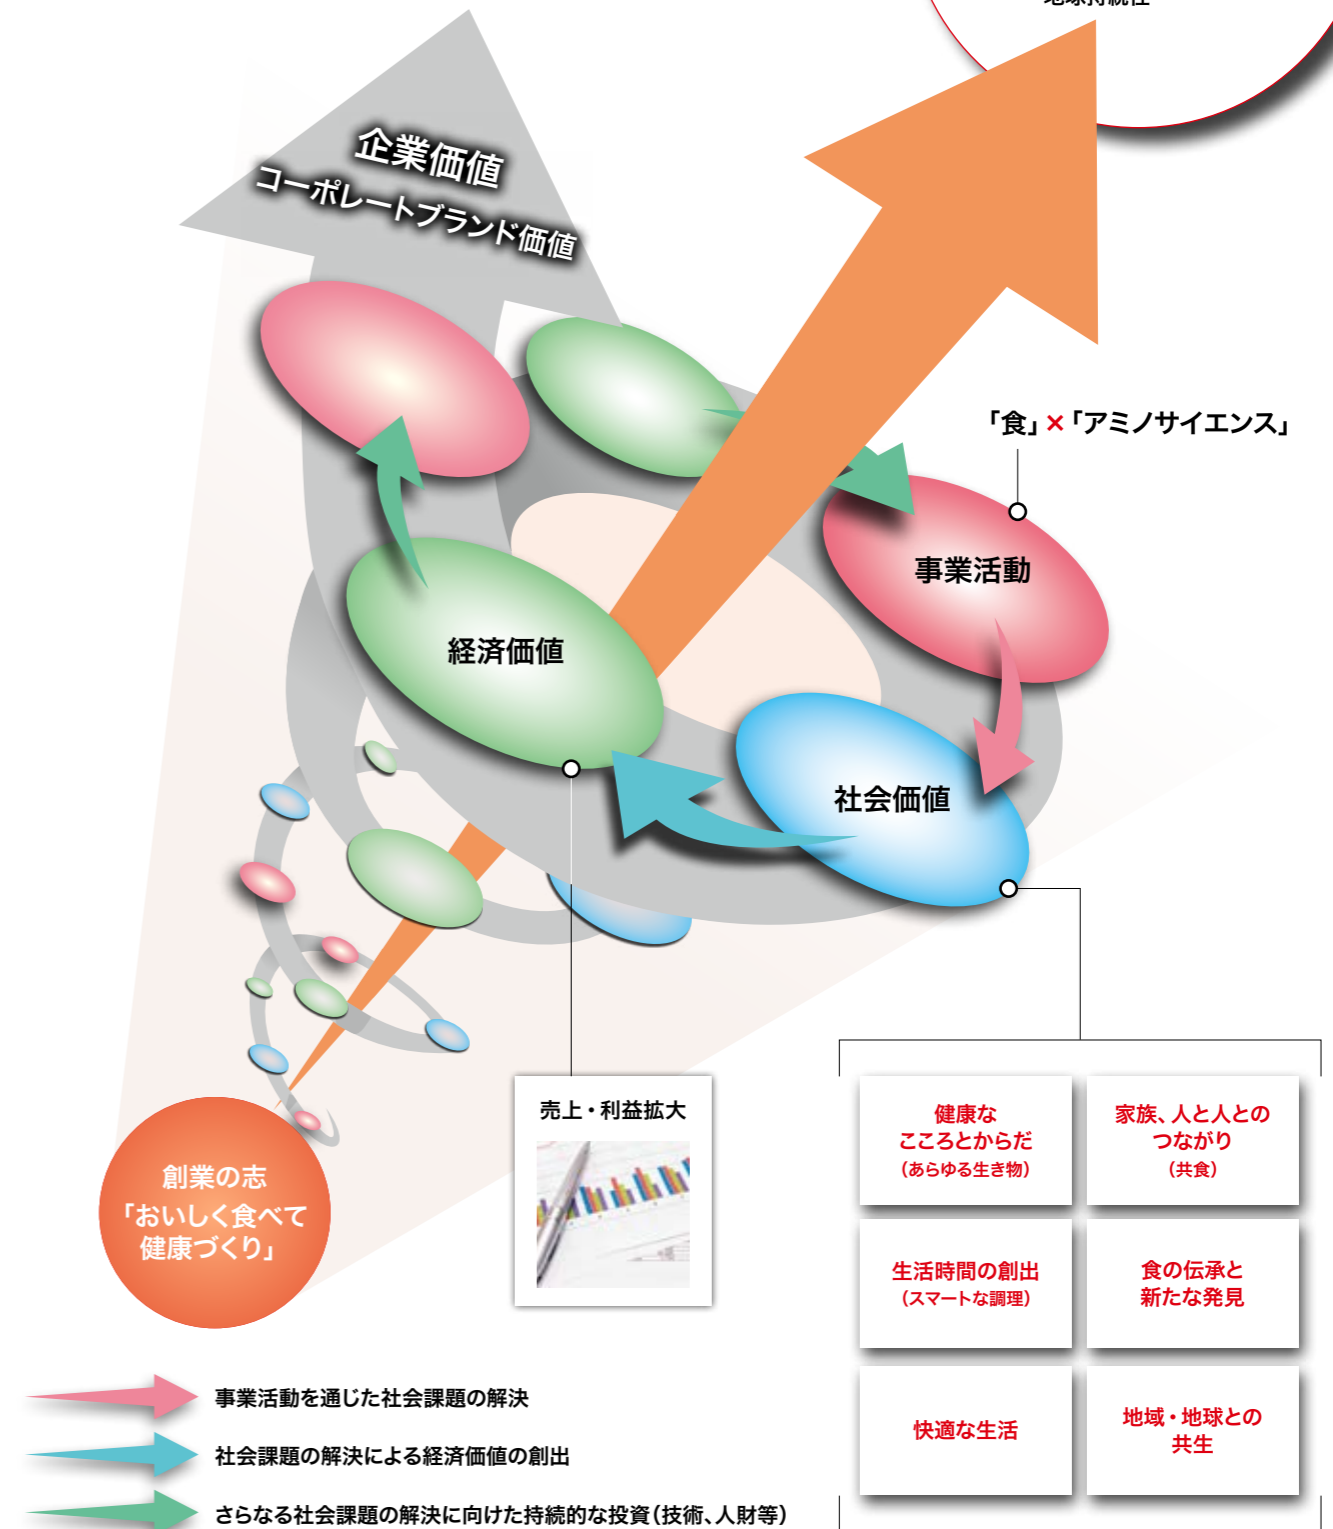 地球持続性
企業価値
コーポレートブランド価値
「食」×「アミノサイエンス」
事業活動
経済価値
社会価値
売上・利益拡大
健康な
こころとからだ
（あらゆる生き物）
家族、人と人との
つながり
（共食）
生活時間の創出
（スマートな調理）
食の伝承と
新たな発見
快適な生活
地域・地球との
共生
創業の志
「おいしく食べて
健康づくり」
事業活動を通じた社会課題の解決
社会課題の解決による経済価値の創出
さらなる社会課題の解決に向けた持続的な投資（技術、人財等）